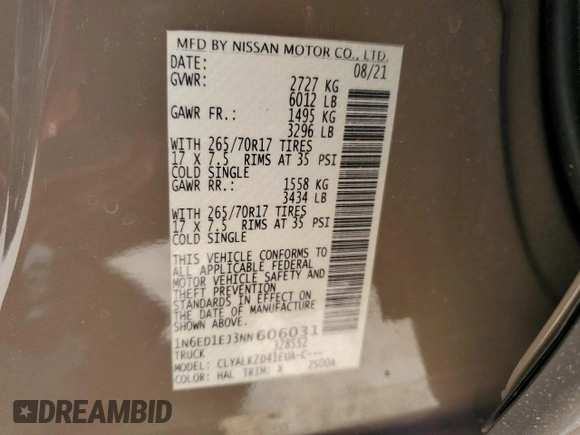 MFD BY NISSAN MOTOR CO., LTD.
DATE: 08/21
GVWR: 2727 KG
6012 LB
GAWR FR.: 1495 KG
3296 LB
WITH 265/70R17 TIRES
17 X 7.5 RIMS AT 35 PSI
COLD SINGLE
GAWR RR.: 1558 KG
3434 LB
WITH 265/70R17 TIRES
17 X 7.5 RIMS AT 35 PSI
COLD SINGLE
THIS VEHICLE CONFORMS TO
ALL APPLICABLE FEDERAL
MOTOR VEHICLE SAFETY AND
THEFT PREVENTION
STANDARDS IN EFFECT ON
THE DATE OF MANUFACTURE
SHOWN ABOVE.
1N6ED1EJ3NN606031
TRUCK 328552
MODEL: CLYALKZD41EUA-C---
COLOR: HAL TRIM: X 2500A
DREAMBID